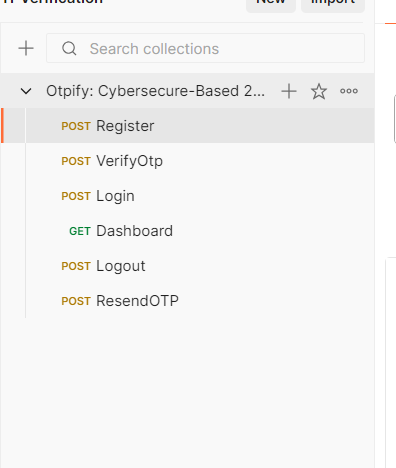 Verification New Import
Search collections
Otpify: Cybersecure-Based 2...
POST Register
POST VerifyOtp
POST Login
GET Dashboard
POST Logout
POST ResendOTP